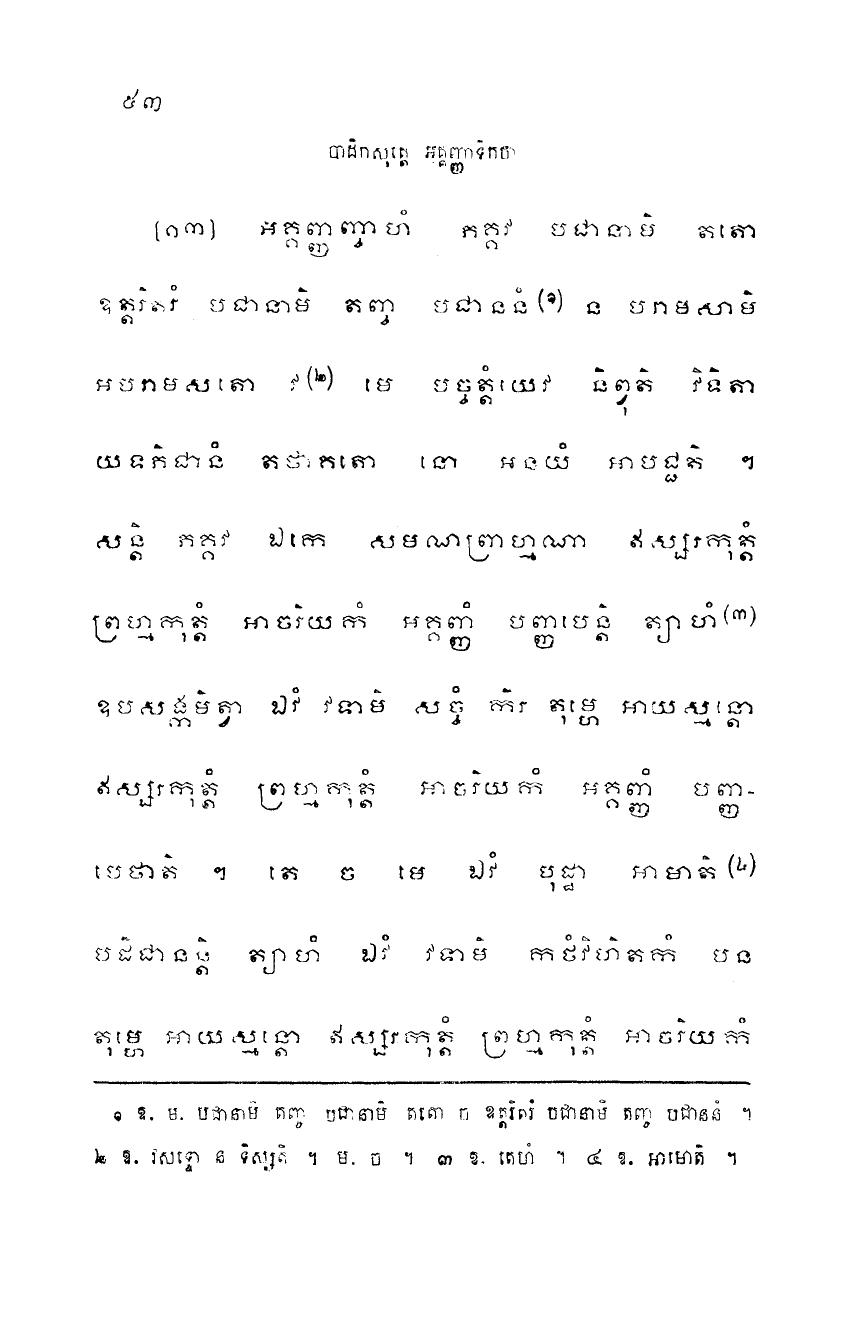 ៥៣
បាដិកសុត្តេ អគ្គញ្ញាទិកថា
[១៣] អគ្គញ្ញញ្ចាហំ ភគ្គវ បជានាមិ តតោ
ឧត្តរិតរំ បជានាមិ តញ្ច បជាននំ(១) ន បរាមសាមិ
អបរាមសតោ វ(២) មេ បច្ចត្តំយេវ និព្វុតិ វិទិតា
យទភិជានំ តថាគតោ នោ អនយំ អាបជ្ជតិ ។
សន្តិ ភគ្គវ ឯកេ សមណព្រាហ្មណា ឥស្សរកុត្តំ
ព្រហ្មកុត្តំ អាចរិយកំ អគ្គញ្ញំ បញ្ញបេន្តិ ត្យាហំ(៣)
ឧបសង្កមិត្វា ឯវំ វទាមិ សច្ចំ កិរ តុម្ហេ អាយស្មន្តោ
ឥស្សរកុត្តំ ព្រហ្មកុត្តំ អាចរិយកំ អគ្គញ្ញំ បញ្ញ-
បេថាតិ ។ តេ ច មេ ឯវំ បុដ្ឋា អាមាតិ(៤)
បដិជានន្តិ ត្យាហំ ឯវំ វទាមិ កថំវិហិតកំ បន
តុម្ហេ អាយស្មន្តោ ឥស្សរកុត្តំ ព្រហ្មកុត្តំ អាចរិយកំ
១ ឱ. ម. បជានាមិ តញ្ច បជានាមិ តតោ ច ឧត្តរិតរំ បជានាមិ តញ្ច បជាននំ ។
២ ឱ. វសទ្ទោ ន ទិស្សតិ ។ ម. ច ។ ៣ ឱ. តេហំ ។ ៤ ឱ. អាមោតិ ។